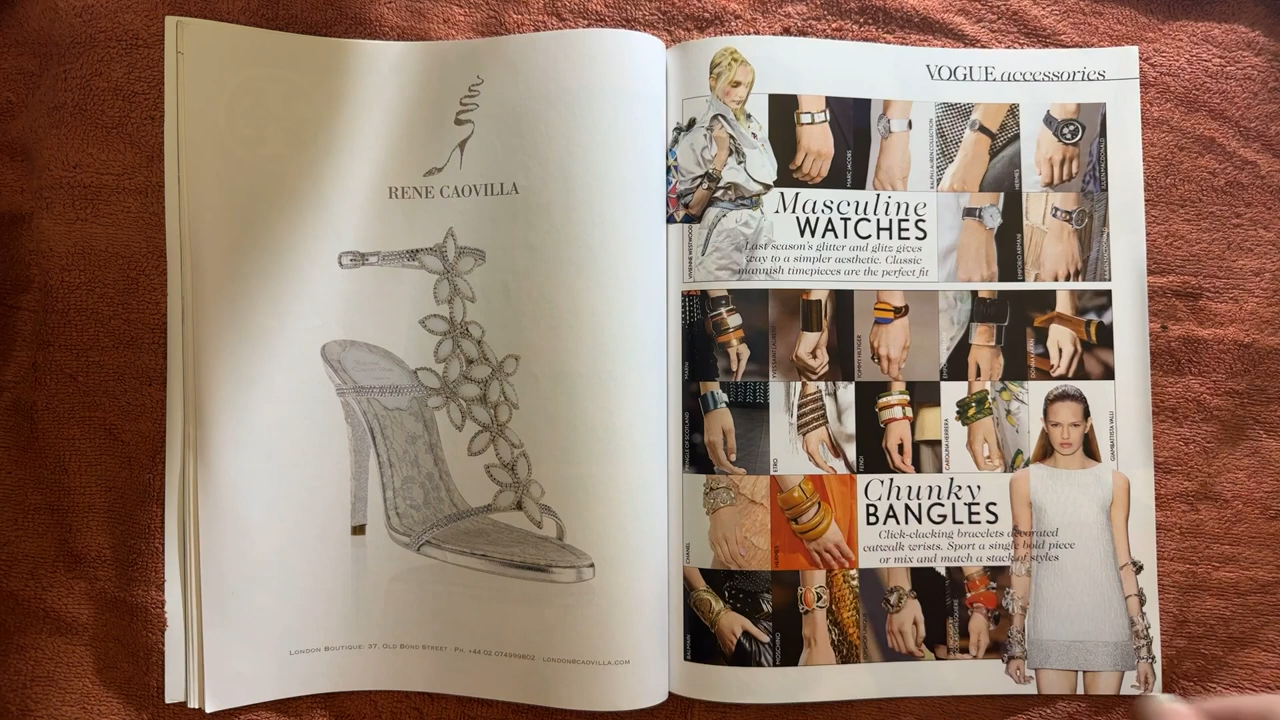 RENE CAOVILLA
LONDON BOUTIQUE: 37, OLD BOND STREET · PH. +44 02 074999802 · LONDON@CAOVILLA.COM
VOGUE accessories
VIVIENNE WESTWOOD
MARC JACOBS
RALPH LAUREN COLLECTION
HERMÈS
JULIEN MACDONALD
Masculine
WATCHES
Last season's glitter and glitz gives
way to a simpler aesthetic. Classic
mannish timepieces are the perfect fit
EMPORIO ARMANI
JULIEN MACDONALD
MARNI
YVES SAINT LAURENT
TOMMY HILFIGER
DONNA KARAN
PRINGLE OF SCOTLAND
ETRO
FENDI
CAROLINA HERRERA
GIAMBATTISTA VALLI
CHANEL
HERMÈS
Chunky
BANGLES
Click-clacking bracelets decorated
catwalk wrists. Sport a single bold piece
or mix and match a stack of styles
BALMAIN
MOSCHINO